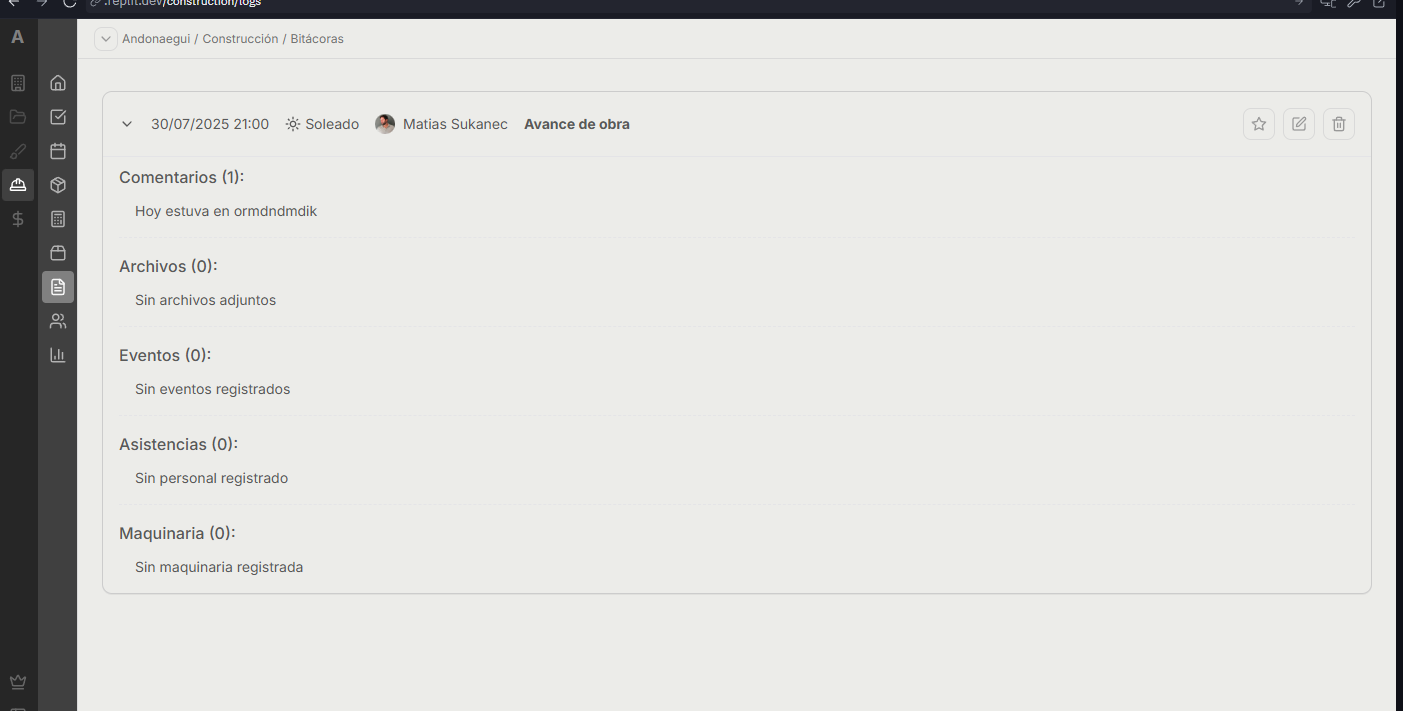 .replit.dev/construction/logs
A
Andonaegui / Construcción / Bitácoras
30/07/2025 21:00 Soleado Matias Sukanec Avance de obra
Comentarios (1):
Hoy estuva en ormdndmdik
Archivos (0):
Sin archivos adjuntos
Eventos (0):
Sin eventos registrados
Asistencias (0):
Sin personal registrado
Maquinaria (0):
Sin maquinaria registrada